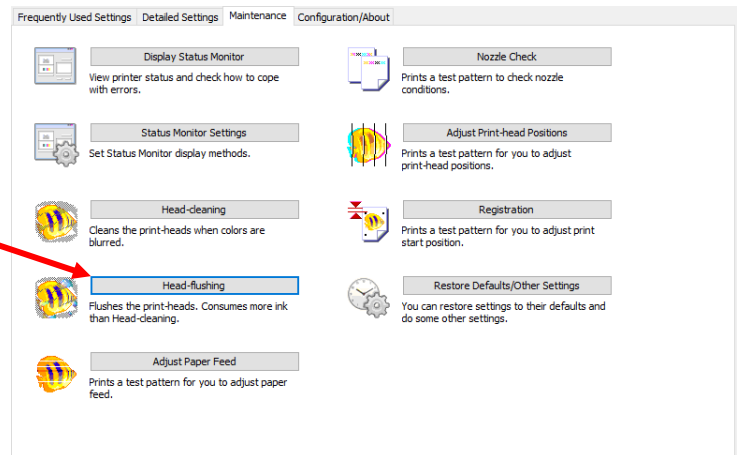 Frequently Used Settings
Detailed Settings
Maintenance
Configuration/About
Display Status Monitor
View printer status and check how to cope
with errors.
Status Monitor Settings
Set Status Monitor display methods.
Head-cleaning
Cleans the print-heads when colors are
blurred.
Head-flushing
Flushes the print-heads. Consumes more ink
than Head-cleaning.
Adjust Paper Feed
Prints a test pattern for you to adjust paper
feed.
Nozzle Check
Prints a test pattern to check nozzle
conditions.
Adjust Print-head Positions
Prints a test pattern for you to adjust
print-head positions.
Registration
Prints a test pattern for you to adjust print
start position.
Restore Defaults/Other Settings
You can restore settings to their defaults and
do some other settings.